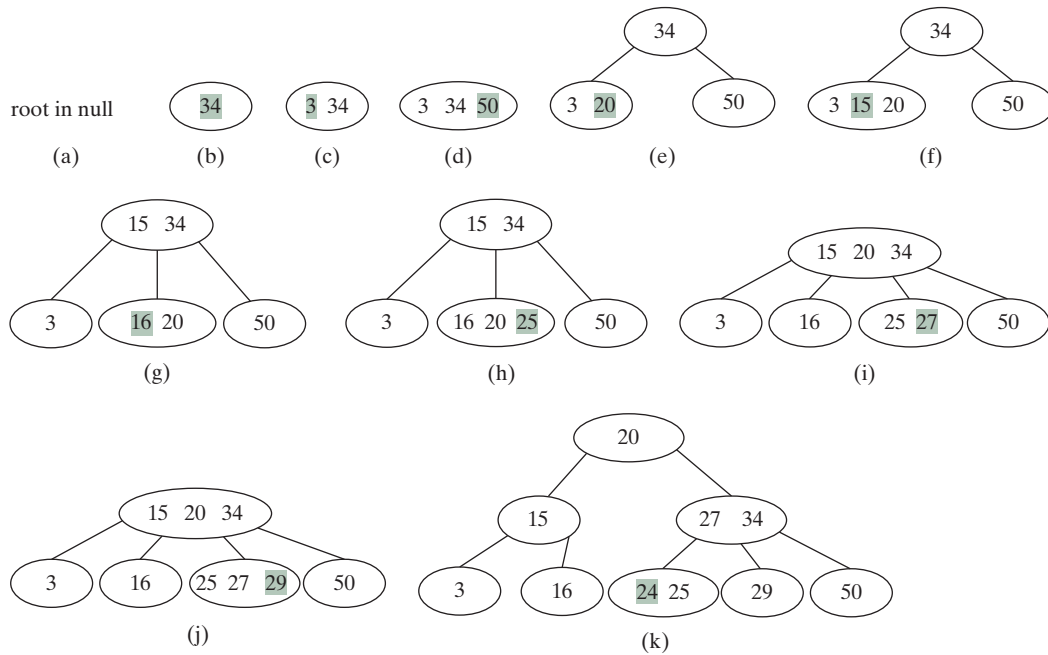 34
34
root in null
34
3 34
3 34 50
3 20
50
3 15 20
50
(a)
(b)
(c)
(d)
(e)
(f)
15 34
15 34
15 20 34
3
16 20
50
3
16 20 25
50
3
16
25 27
50
(g)
(h)
(i)
20
15 20 34
15
27 34
3
16
25 27 29
50
3
16
24 25
29
50
(j)
(k)